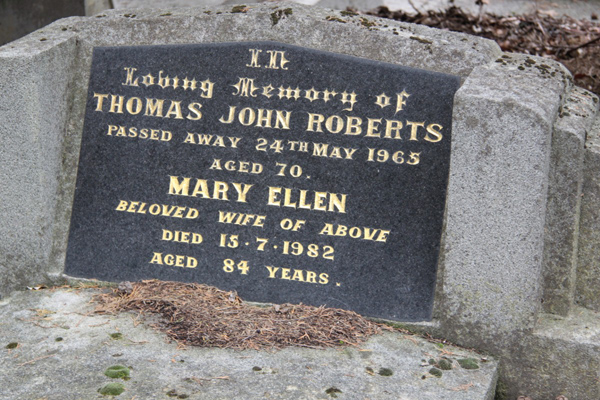 In
Loving Memory of
THOMAS JOHN ROBERTS
PASSED AWAY 24TH MAY 1965
AGED 70.
MARY ELLEN
BELOVED WIFE OF ABOVE
DIED 15·7·1982
AGED 84 YEARS.